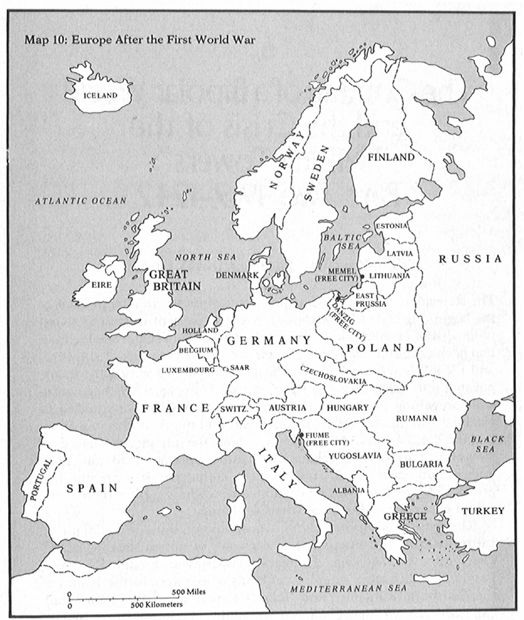 Map 10: Europe After the First World War
ICELAND
NORWAY
SWEDEN
FINLAND
ATLANTIC OCEAN
ESTONIA
BALTIC
SEA
LATVIA
RUSSIA
NORTH SEA
DENMARK
MEMEL
(FREE CITY)
LITHUANIA
EIRE
GREAT
BRITAIN
EAST
PRUSSIA
DANZIG
(FREE CITY)
HOLLAND
GERMANY
POLAND
BELGIUM
LUXEMBOURG
SAAR
CZECHOSLOVAKIA
FRANCE
SWITZ.
AUSTRIA
HUNGARY
RUMANIA
FIUME
(FREE CITY)
BLACK
SEA
ITALY
YUGOSLAVIA
BULGARIA
PORTUGAL
SPAIN
ALBANIA
GREECE
TURKEY
MEDITERRANEAN SEA
0 500 Miles
0 500 Kilometers